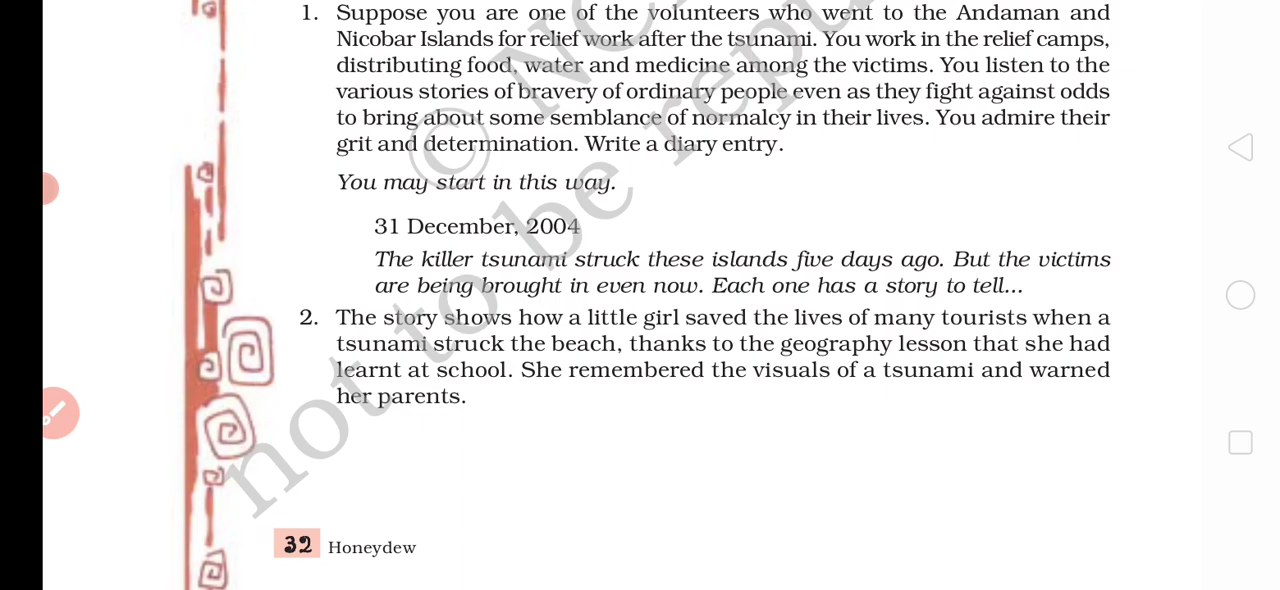 1. Suppose you are one of the volunteers who went to the Andaman and
Nicobar Islands for relief work after the tsunami. You work in the relief camps,
distributing food, water and medicine among the victims. You listen to the
various stories of bravery of ordinary people even as they fight against odds
to bring about some semblance of normalcy in their lives. You admire their
grit and determination. Write a diary entry.
You may start in this way.
31 December, 2004
The killer tsunami struck these islands five days ago. But the victims
are being brought in even now. Each one has a story to tell...
2. The story shows how a little girl saved the lives of many tourists when a
tsunami struck the beach, thanks to the geography lesson that she had
learnt at school. She remembered the visuals of a tsunami and warned
her parents.
32 Honeydew
© NC
not to be repu